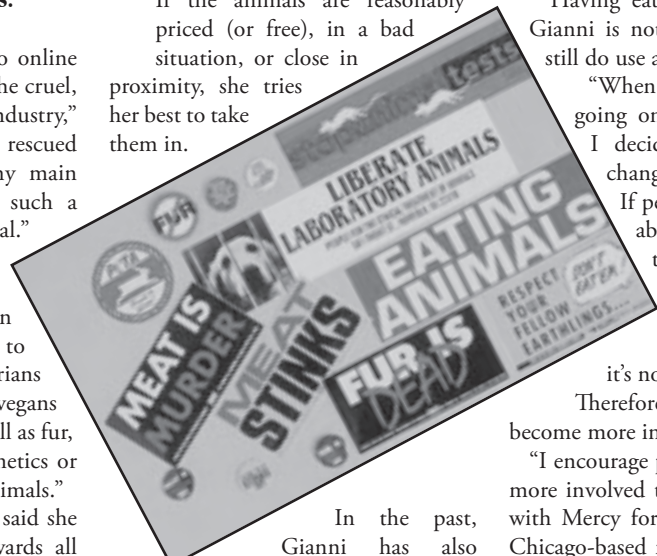 o online
he cruel,
ndustry,”
rescued
ny main
such a
al.”
n
to
rians
vegans
ll as fur,
netics or
imals.”
said she
wards all
If the animals are reasonably
priced (or free), in a bad
situation, or close in
proximity, she tries
her best to take
them in.
tests
LIBERATE
LABORATORY ANIMALS
FUR
PETA
EATING
ANIMALS
MEAT IS
MURDER
MEAT
STINKS
FUR IS
DEAD
RESPECT
YOUR
FELLOW
EARTHLINGS...
DON'T
EAT 'EM!
In the past,
Gianni has also
Having eat
Gianni is not
still do use a
“When
going on
I decid
chang
If pe
ab
t
it's no
Therefore
become more in
“I encourage p
more involved t
with Mercy for
Chicago-based